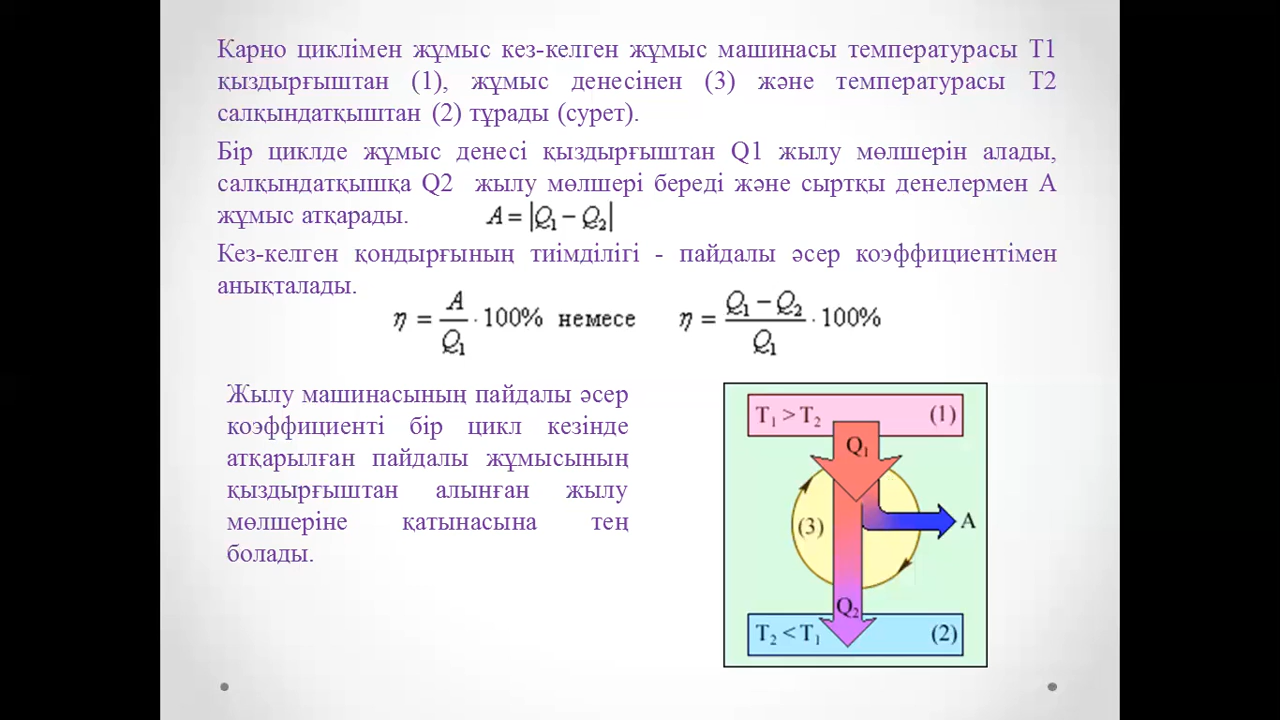 Карно циклімен жұмыс кез-келген жұмыс машинасы температурасы T1
қыздырғыштан (1), жұмыс денесінен (3) және температурасы T2
салқындатқыштан (2) тұрады (сурет).
Бір циклде жұмыс денесі қыздырғыштан Q1 жылу мөлшерін алады,
салқындатқышқа Q2 жылу мөлшері береді және сыртқы денелермен А
жұмыс атқарады. A = |Q₁ − Q₂|
Кез-келген қондырғының тиімділігі - пайдалы әсер коэффициентімен
анықталады.
η = A/Q₁ · 100% немесе η = (Q₁ − Q₂)/Q₁ · 100%
Жылу машинасының пайдалы әсер
коэффициенті бір цикл кезінде
атқарылған пайдалы жұмысының
қыздырғыштан алынған жылу
мөлшеріне қатынасына тең
болады.
T₁ > T₂ (1)
Q₁
(3)
A
Q₂
T₂ < T₁ (2)